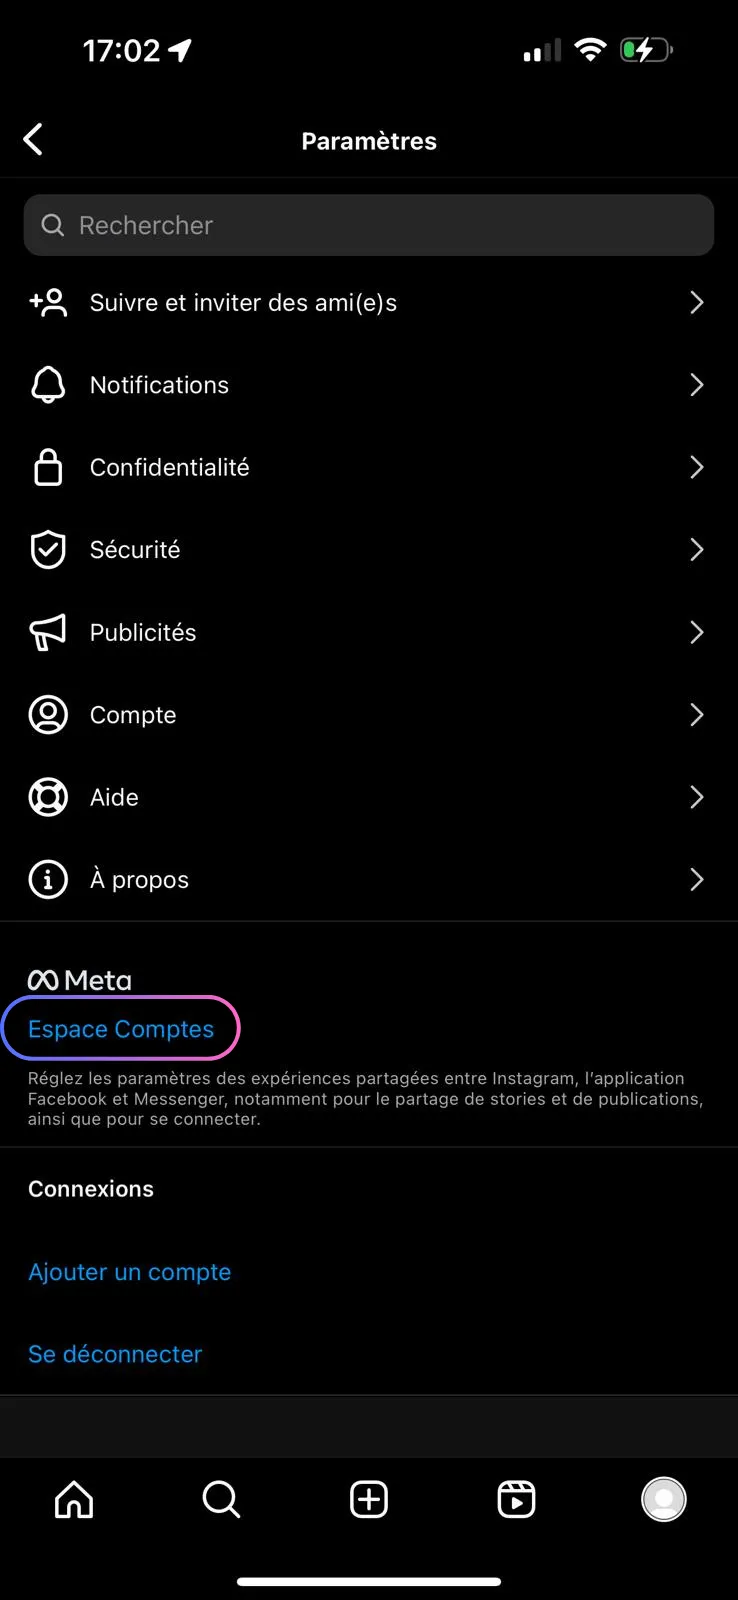 17:02
Paramètres
Rechercher
Suivre et inviter des ami(e)s
Notifications
Confidentialité
Sécurité
Publicités
Compte
Aide
À propos
Meta
Espace Comptes
Réglez les paramètres des expériences partagées entre Instagram, l’application
Facebook et Messenger, notamment pour le partage de stories et de publications,
ainsi que pour se connecter.
Connexions
Ajouter un compte
Se déconnecter